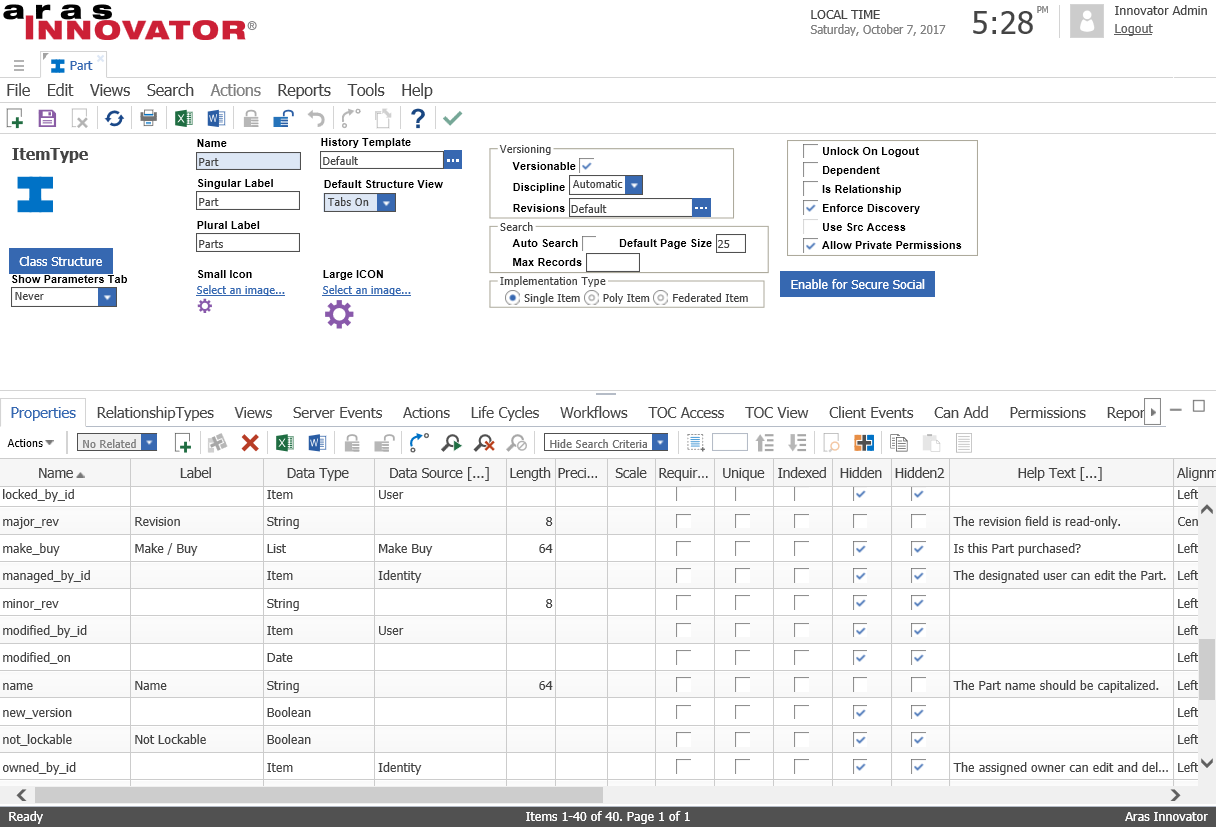 aras
INNOVATOR®
LOCAL TIME
Saturday, October 7, 2017
5:28 PM
Innovator Admin
Logout
Part
File Edit Views Search Actions Reports Tools Help
ItemType
Name
Part
History Template
Default
Singular Label
Part
Default Structure View
Tabs On
Plural Label
Parts
Class Structure
Show Parameters Tab
Never
Small Icon
Select an image...
Large ICON
Select an image...
Versioning
Versionable
Discipline Automatic
Revisions Default
Search
Auto Search Default Page Size 25
Max Records
Implementation Type
Single Item Poly Item Federated Item
Unlock On Logout
Dependent
Is Relationship
Enforce Discovery
Use Src Access
Allow Private Permissions
Enable for Secure Social
Properties RelationshipTypes Views Server Events Actions Life Cycles Workflows TOC Access TOC View Client Events Can Add Permissions Repor
Actions No Related Hide Search Criteria
Name Label Data Type Data Source [...] Length Preci... Scale Requir... Unique Indexed Hidden Hidden2 Help Text [...] Alignm
locked_by_id Item User Left
major_rev Revision String 8 The revision field is read-only. Cen
make_buy Make / Buy List Make Buy 64 Is this Part purchased? Left
managed_by_id Item Identity The designated user can edit the Part. Left
minor_rev String 8 Left
modified_by_id Item User Left
modified_on Date Left
name Name String 64 The Part name should be capitalized. Left
new_version Boolean Left
not_lockable Not Lockable Boolean Left
owned_by_id Item Identity The assigned owner can edit and del... Left
Ready Items 1-40 of 40. Page 1 of 1 Aras Innovator